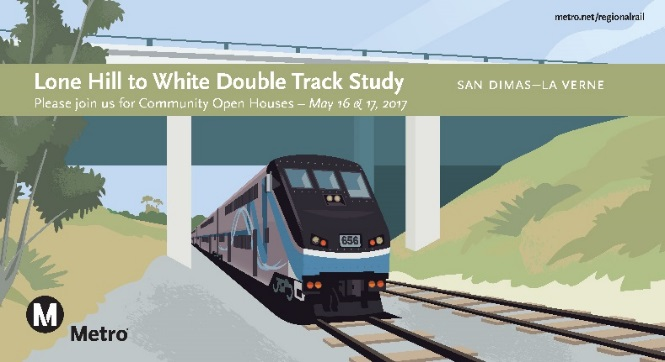 metro.net/regionalrail
Lone Hill to White Double Track Study
SAN DIMAS–LA VERNE
Please join us for Community Open Houses – May 16 & 17, 2017
656
M
Metro